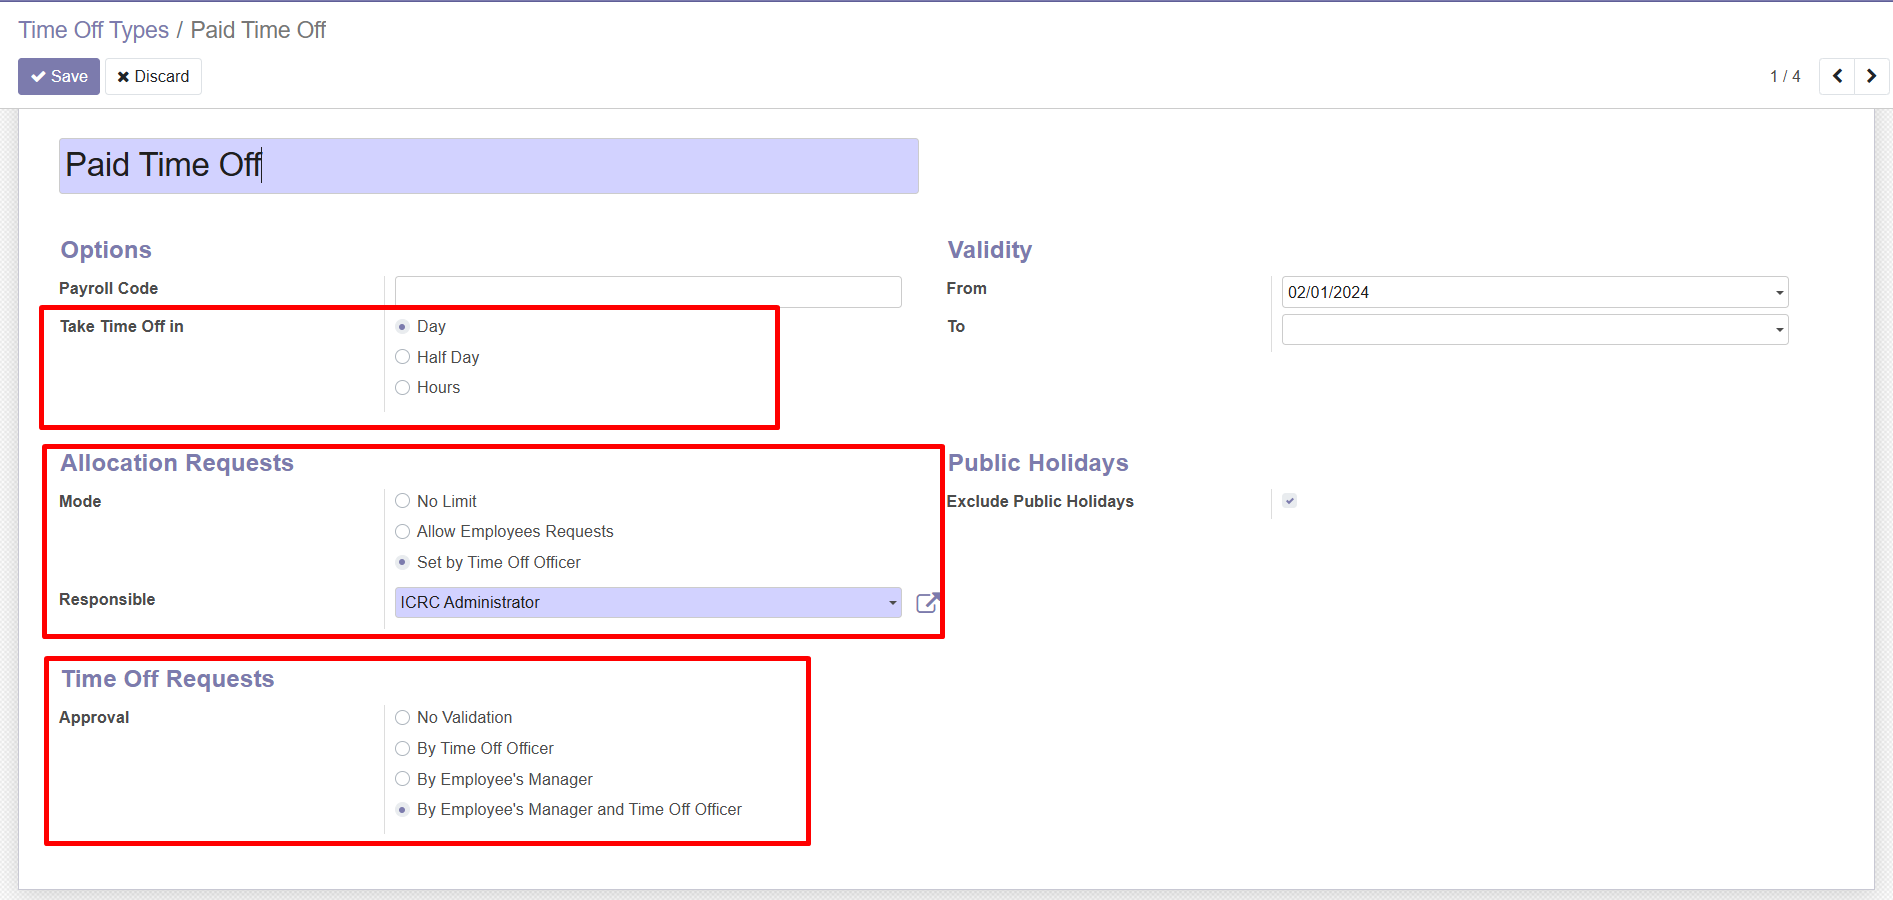 Time Off Types / Paid Time Off
Save Discard 1 / 4
Paid Time Off
Options
Payroll Code
Take Time Off in
Day
Half Day
Hours
Validity
From 02/01/2024
To
Allocation Requests
Mode
No Limit
Allow Employees Requests
Set by Time Off Officer
Responsible ICRC Administrator
Public Holidays
Exclude Public Holidays
Time Off Requests
Approval
No Validation
By Time Off Officer
By Employee's Manager
By Employee's Manager and Time Off Officer